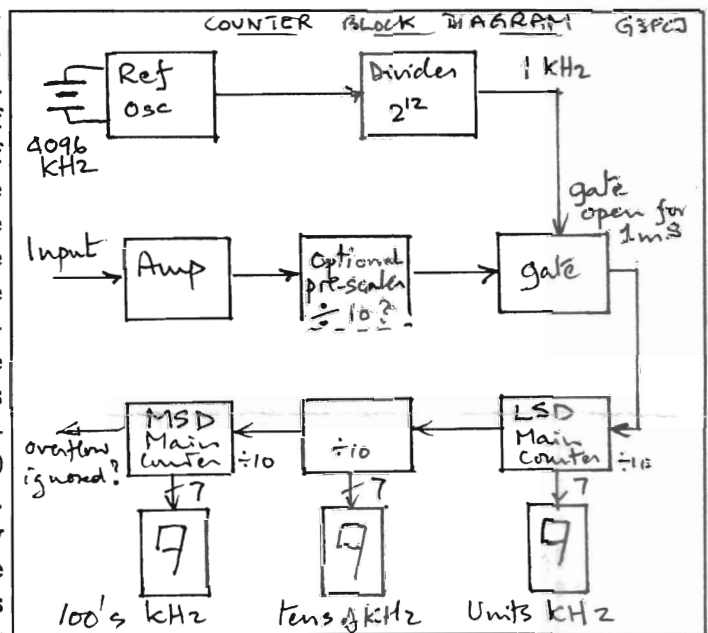 COUNTER BLOCK DIAGRAM G3PCJ
Ref
Osc
Divider
2¹²
1 kHz
4096
kHz
gate
open for
1ms
Input
Amp
Optional
pre-scaler
÷ 10?
gate
MSD
Main
Counter
÷10
÷10
LSD
Main
Counter
÷10
overflow
ignored?
7
7
7
9
9
9
100's kHz
tens of kHz
Units kHz